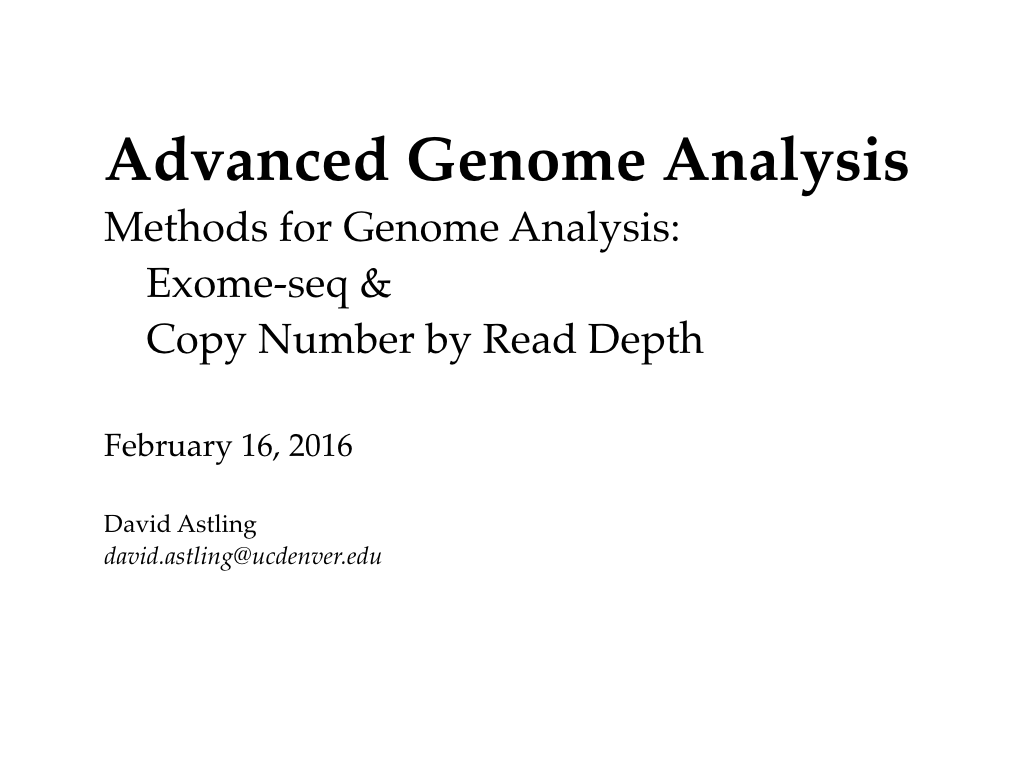 Advanced Genome Analysis
Methods for Genome Analysis:
Exome-seq &
Copy Number by Read Depth
February 16, 2016
David Astling
david.astling@ucdenver.edu